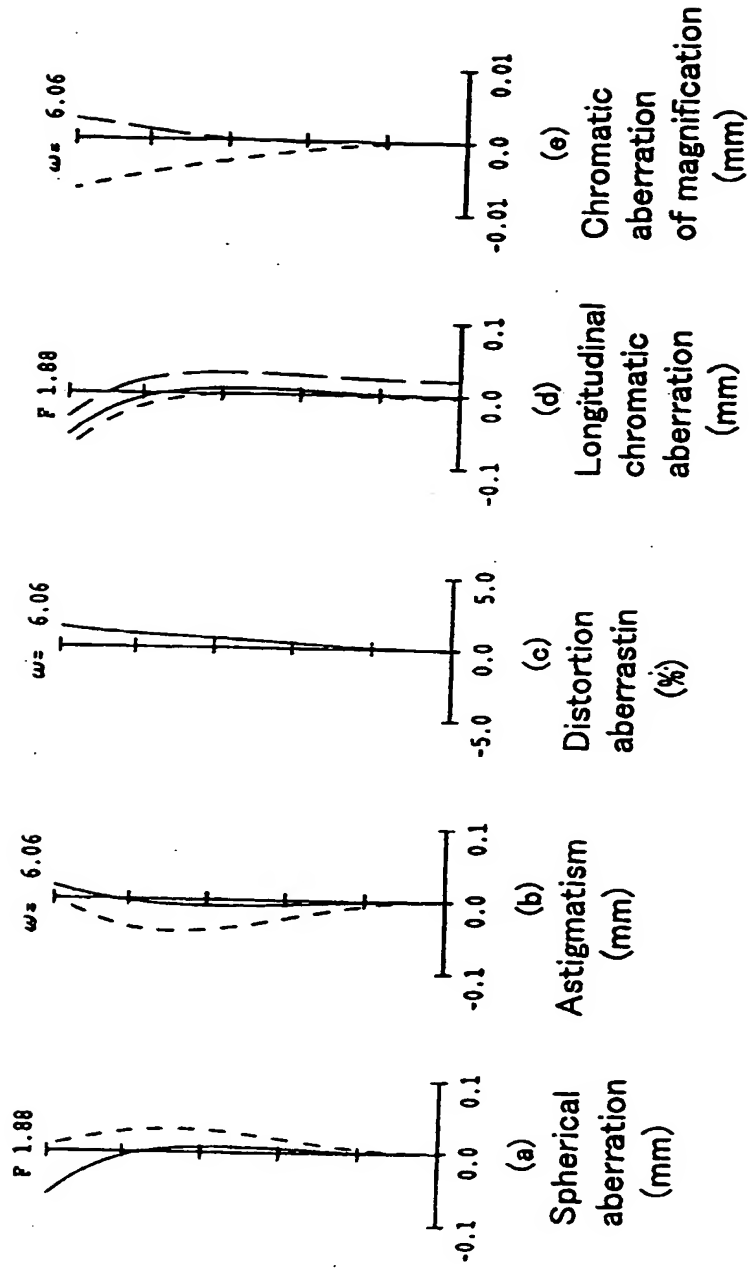 F 1.88
-0.1 0.0 0.1
(a)
Spherical
aberration
(mm)
ω= 6.06
-0.1 0.0 0.1
(b)
Astigmatism
(mm)
ω= 6.06
-5.0 0.0 5.0
(c)
Distortion
aberrastin
(%)
F 1.88
-0.1 0.0 0.1
(d)
Longitudinal
chromatic
aberration
(mm)
ω= 6.06
-0.01 0.0 0.01
(e)
Chromatic
aberration
of magnification
(mm)